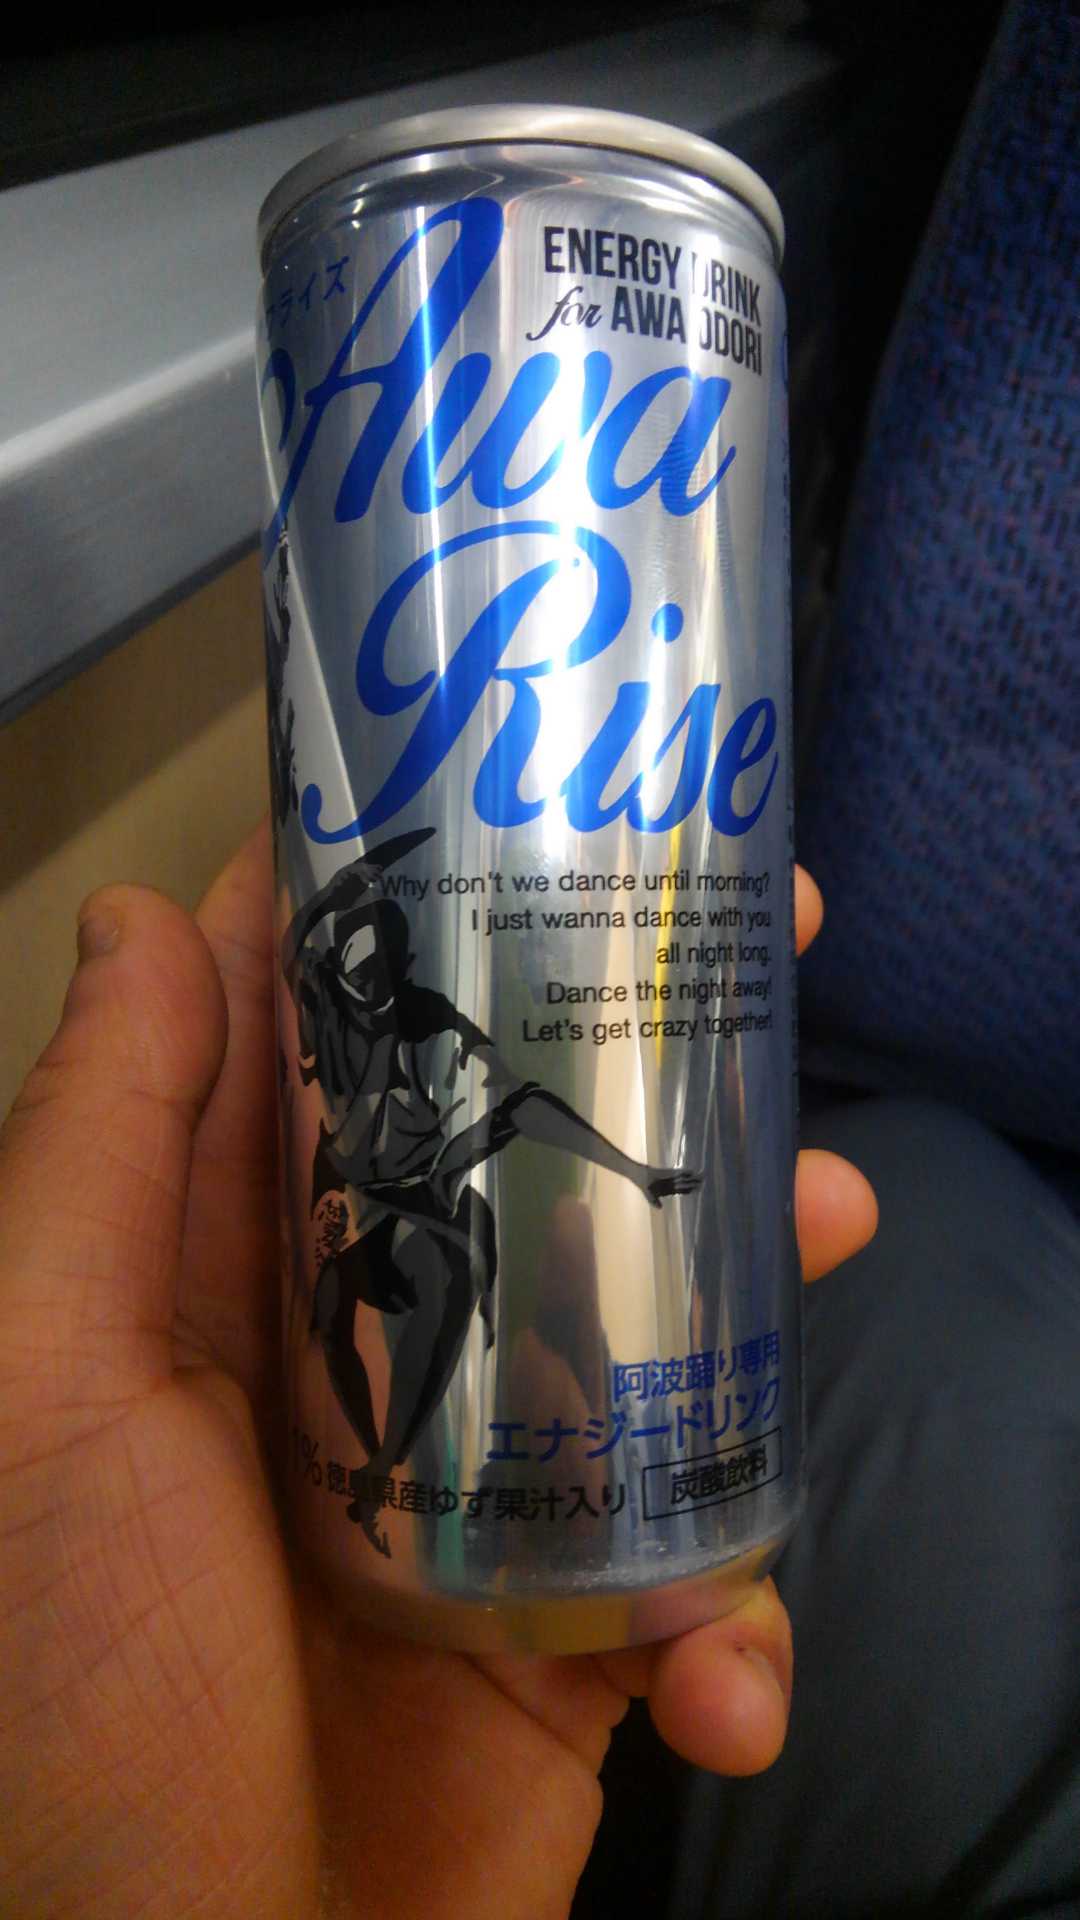 ライズ
ENERGY DRINK
for AWA ODORI
Awa
Rise
Why don't we dance until morning?
I just wanna dance with you
all night long.
Dance the night away!
Let's get crazy together!
阿波踊り専用
エナジードリンク
%徳島県産ゆず果汁入り
炭酸飲料